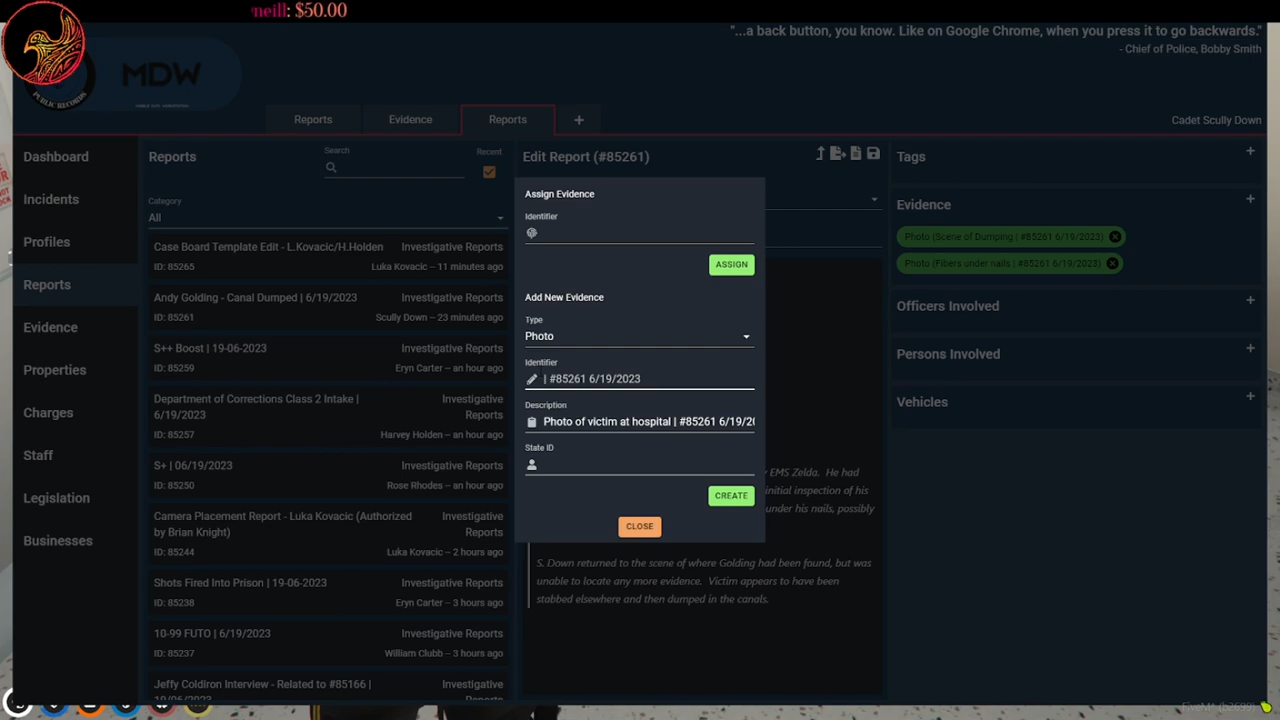 neill: $50.00
"...a back button, you know. Like on Google Chrome, when you press it to go backwards."
- Chief of Police, Bobby Smith
MDW
PUBLIC RECORDS
Reports
Evidence
Reports
+
Cadet Scully Down
Dashboard
Incidents
Profiles
Reports
Evidence
Properties
Charges
Staff
Legislation
Businesses
Reports
Search
Recent
Category
All
Case Board Template Edit - L.Kovacic/H.Holden Investigative Reports
ID: 85265 Luka Kovacic – 11 minutes ago
Andy Golding - Canal Dumped | 6/19/2023 Investigative Reports
ID: 85261 Scully Down – 23 minutes ago
S++ Boost | 19-06-2023 Investigative Reports
ID: 85259 Eryn Carter – an hour ago
Department of Corrections Class 2 Intake | Investigative
6/19/2023 Reports
ID: 85257 Harvey Holden – an hour ago
S+ | 06/19/2023 Investigative Reports
ID: 85250 Rose Rhodes – an hour ago
Camera Placement Report - Luka Kovacic (Authorized Investigative
by Brian Knight) Reports
ID: 85244 Luka Kovacic – 2 hours ago
Shots Fired Into Prison | 19-06-2023 Investigative Reports
ID: 85238 Eryn Carter – 3 hours ago
10-99 FUTO | 6/19/2023 Investigative Reports
ID: 85237 William Clubb – 3 hours ago
Jeffy Coldiron Interview - Related to #85166 | Investigative
19/06/2023 Reports
Edit Report (#85261)
Assign Evidence
Identifier
ASSIGN
Add New Evidence
Type
Photo
Identifier
| #85261 6/19/2023
Description
Photo of victim at hospital | #85261 6/19/20
State ID
CREATE
CLOSE
EMS Zelda. He had
initial inspection of his
under his nails, possibly
S. Down returned to the scene of where Golding had been found, but was
unable to locate any more evidence. Victim appears to have been
stabbed elsewhere and then dumped in the canals.
Tags
+
Evidence
+
Photo (Scene of Dumping | #85261 6/19/2023)
Photo (Fibers under nails | #85261 6/19/2023)
Officers Involved
+
Persons Involved
+
Vehicles
+
FiveM* (b2699)